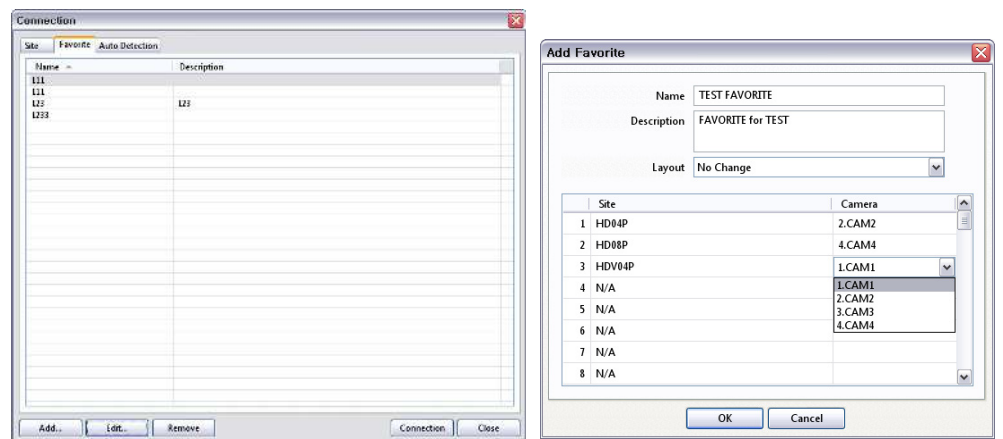 Connection
Site Favorite Auto Detection
Name Description
111
111
123 123
1233
Add... Edit... Remove Connection Close
Add Favorite
Name TEST FAVORITE
Description FAVORITE for TEST
Layout No Change
Site Camera
1 HD04P 2.CAM2
2 HD08P 4.CAM4
3 HDV04P 1.CAM1
4 N/A 1.CAM1
2.CAM2
5 N/A 3.CAM3
4.CAM4
6 N/A
7 N/A
8 N/A
OK Cancel